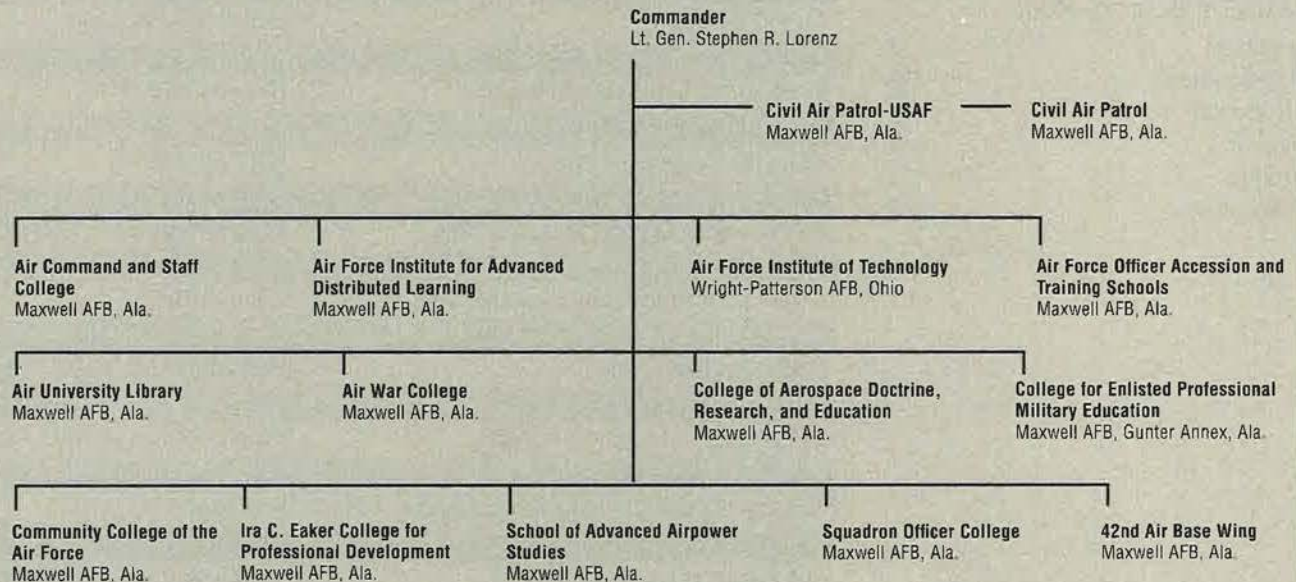 Commander
Lt. Gen. Stephen R. Lorenz
Civil Air Patrol-USAF
Maxwell AFB, Ala.
Civil Air Patrol
Maxwell AFB, Ala.
Air Command and Staff
College
Maxwell AFB, Ala.
Air Force Institute for Advanced
Distributed Learning
Maxwell AFB, Ala.
Air Force Institute of Technology
Wright-Patterson AFB, Ohio
Air Force Officer Accession and
Training Schools
Maxwell AFB, Ala.
Air University Library
Maxwell AFB, Ala.
Air War College
Maxwell AFB, Ala.
College of Aerospace Doctrine,
Research, and Education
Maxwell AFB, Ala.
College for Enlisted Professional
Military Education
Maxwell AFB, Gunter Annex, Ala.
Community College of the
Air Force
Maxwell AFB, Ala.
Ira C. Eaker College for
Professional Development
Maxwell AFB, Ala.
School of Advanced Airpower
Studies
Maxwell AFB, Ala.
Squadron Officer College
Maxwell AFB, Ala.
42nd Air Base Wing
Maxwell AFB, Ala.